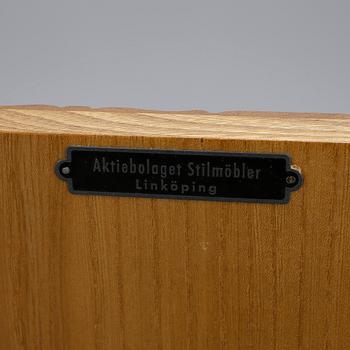 Aktiebolaget Stilmöbler
Linköping